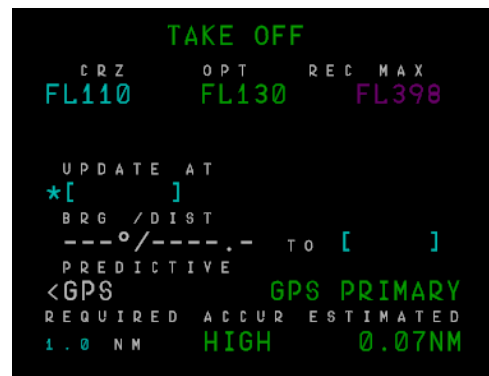 TAKE OFF
CRZ OPT REC MAX
FL110 FL130 FL398
UPDATE AT
*[ ]
BRG /DIST
---°/----.- TO [ ]
PREDICTIVE
<GPS GPS PRIMARY
REQUIRED ACCUR ESTIMATED
1.0 NM HIGH 0.07NM